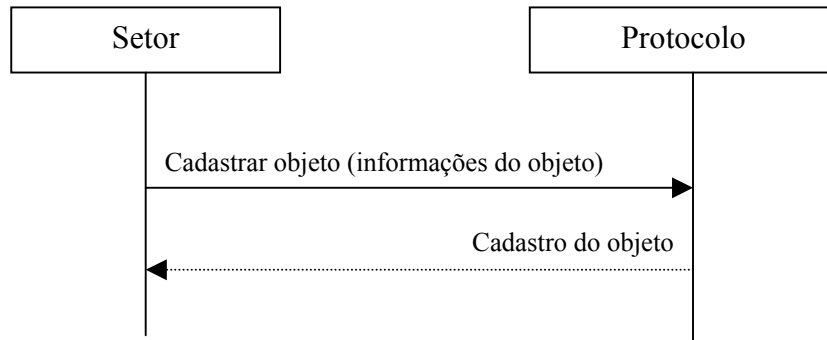 Setor
Protocolo
Cadastrar objeto (informações do objeto)
Cadastro do objeto